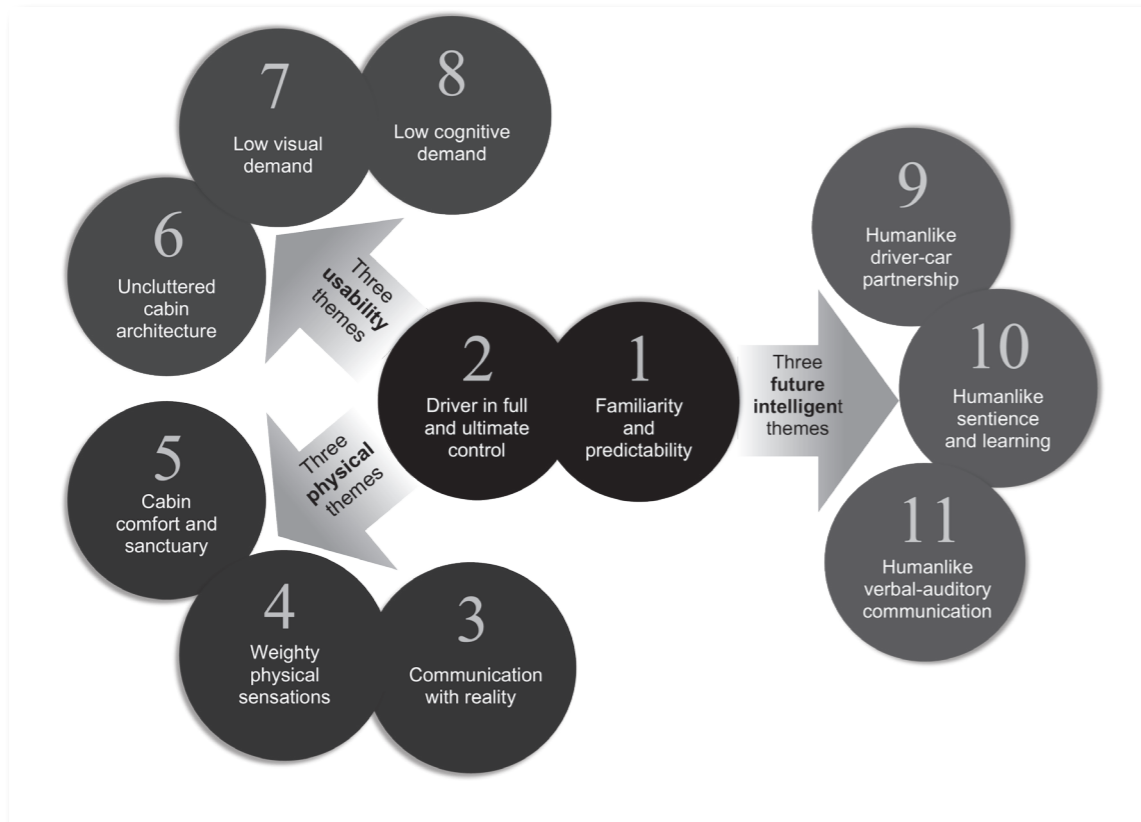 7
Low visual
demand
8
Low cognitive
demand
6
Uncluttered
cabin
architecture
Three
usability
themes
9
Humanlike
driver-car
partnership
2
Driver in full
and ultimate
control
1
Familiarity
and
predictability
Three
future
intelligent
themes
10
Humanlike
sentience
and learning
5
Cabin
comfort and
sanctuary
Three
physical
themes
4
Weighty
physical
sensations
3
Communication
with reality
11
Humanlike
verbal-auditory
communication